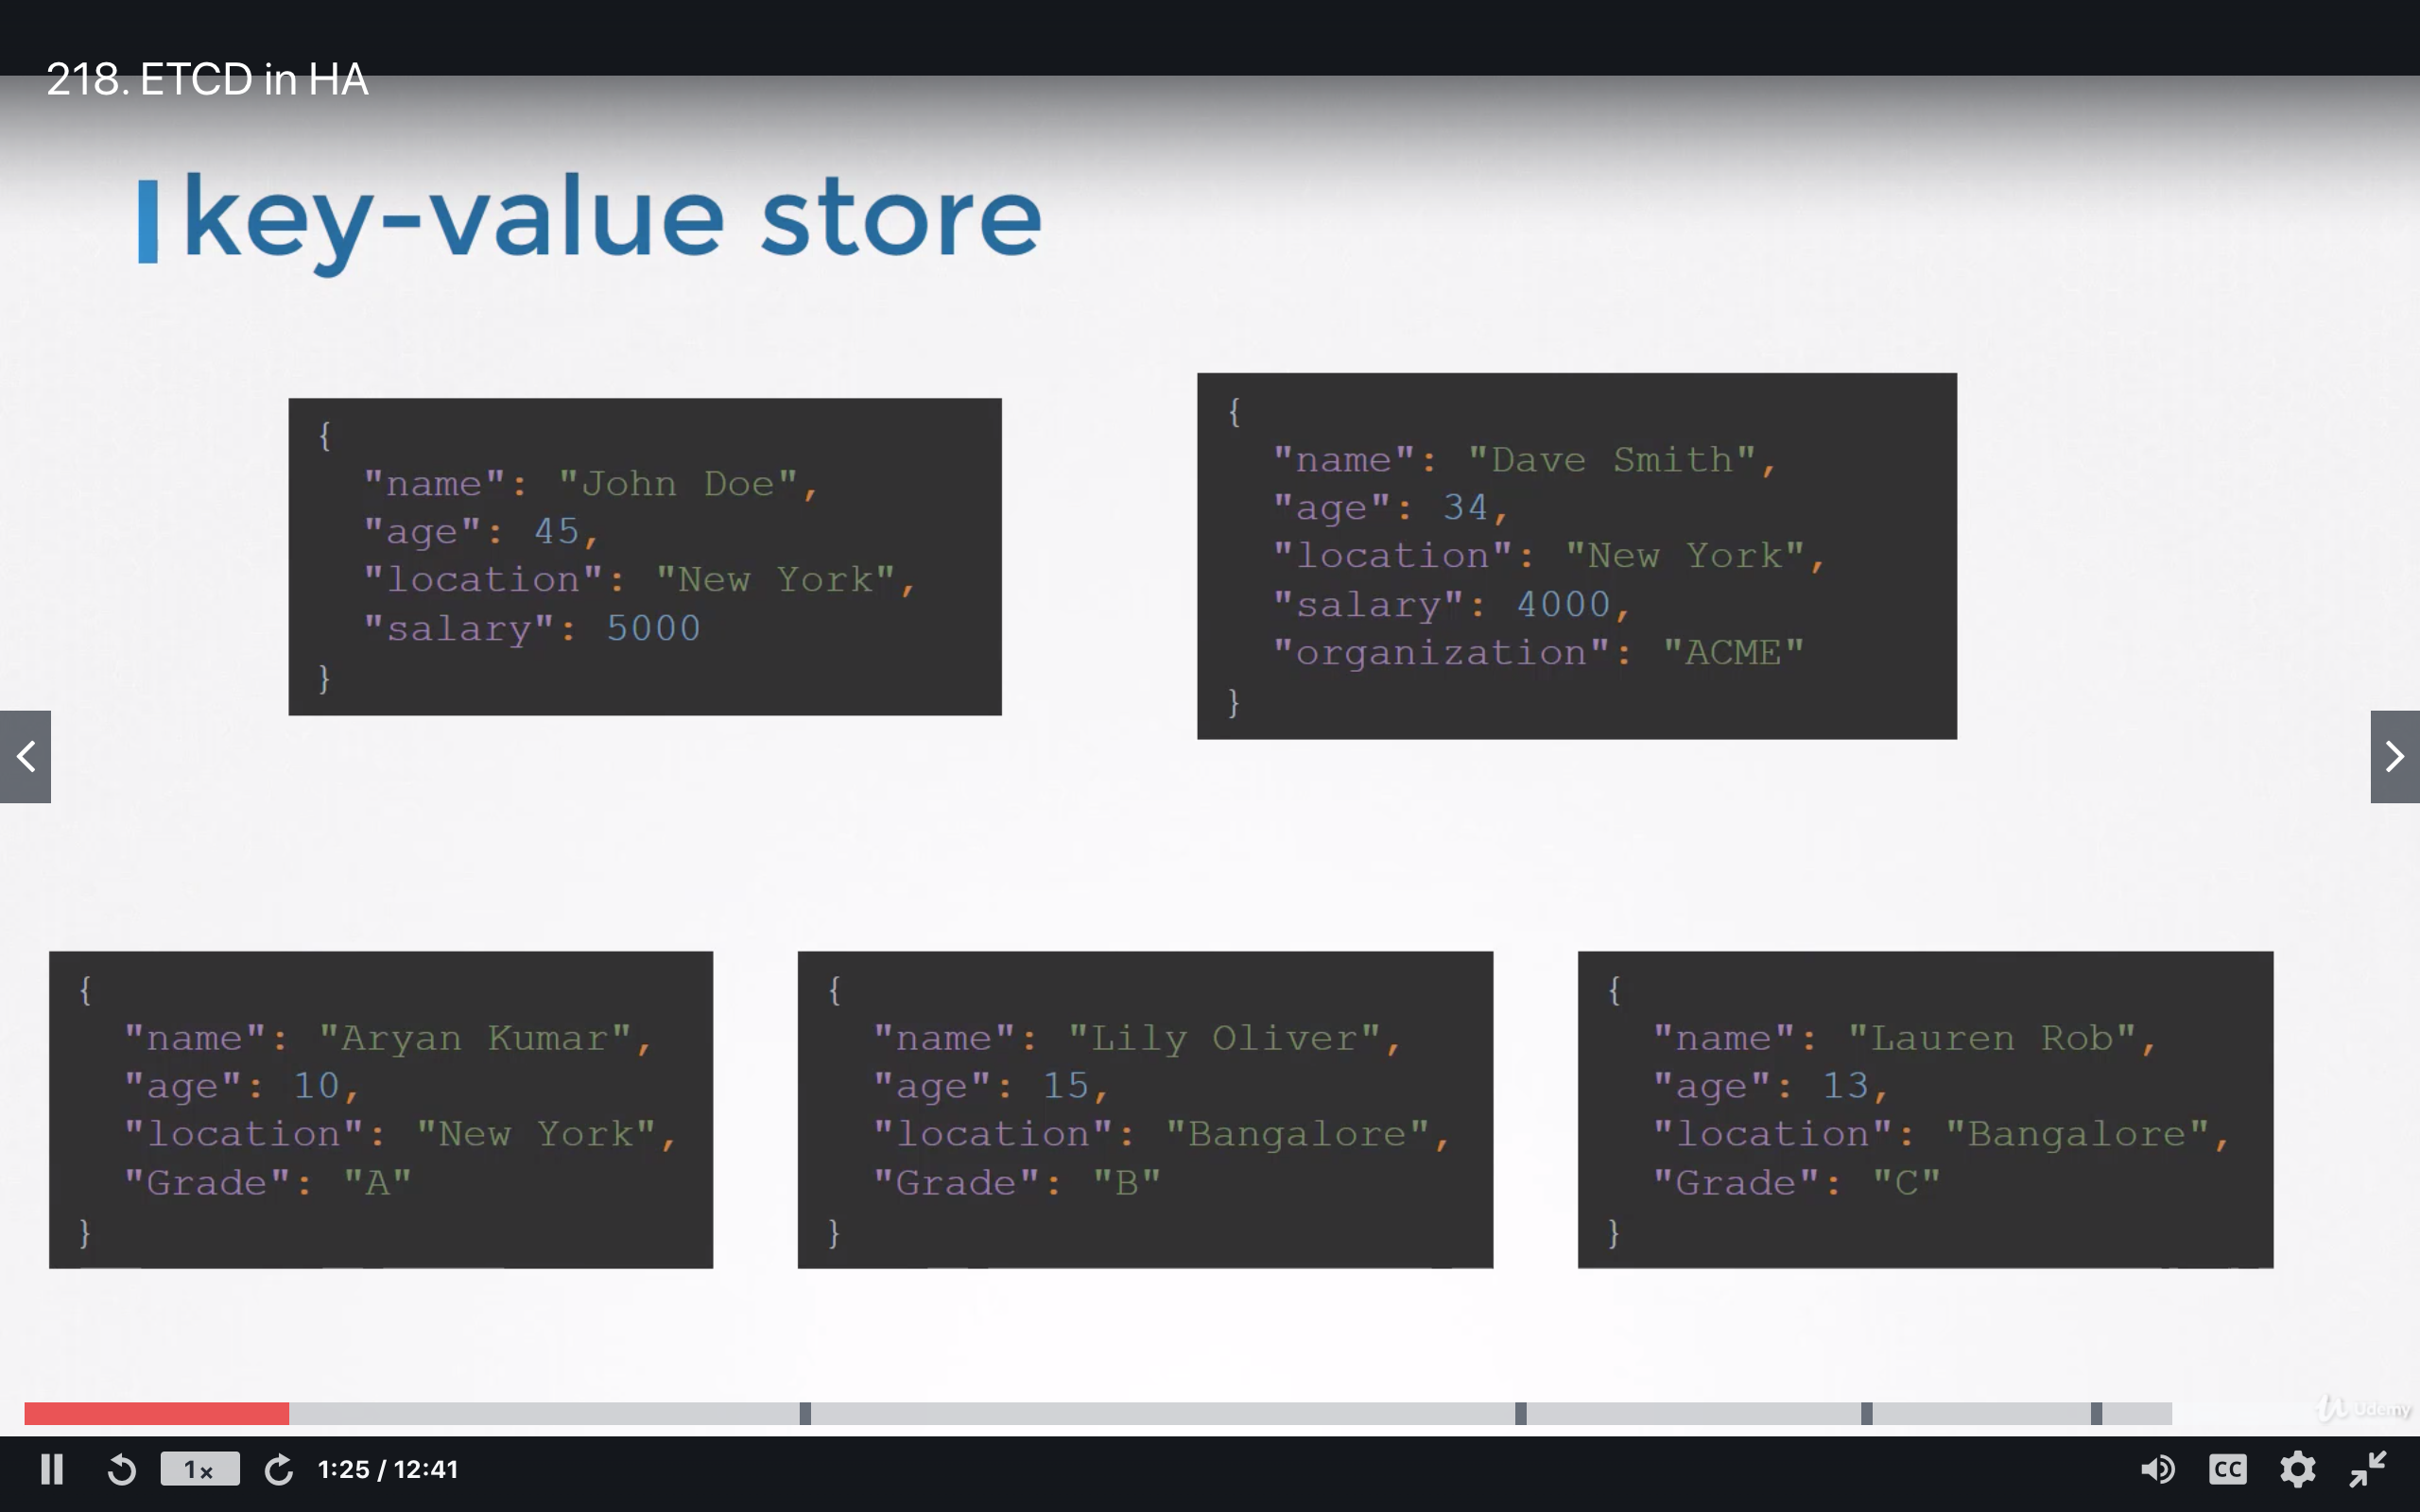 218. ETCD in HA
key-value store
{
"name": "John Doe",
"age": 45,
"location": "New York",
"salary": 5000
}
{
"name": "Dave Smith",
"age": 34,
"location": "New York",
"salary": 4000,
"organization": "ACME"
}
{
"name": "Aryan Kumar",
"age": 10,
"location": "New York",
"Grade": "A"
}
{
"name": "Lily Oliver",
"age": 15,
"location": "Bangalore",
"Grade": "B"
}
{
"name": "Lauren Rob",
"age": 13,
"location": "Bangalore",
"Grade": "C"
}
Udemy
1x
1:25 / 12:41
CC